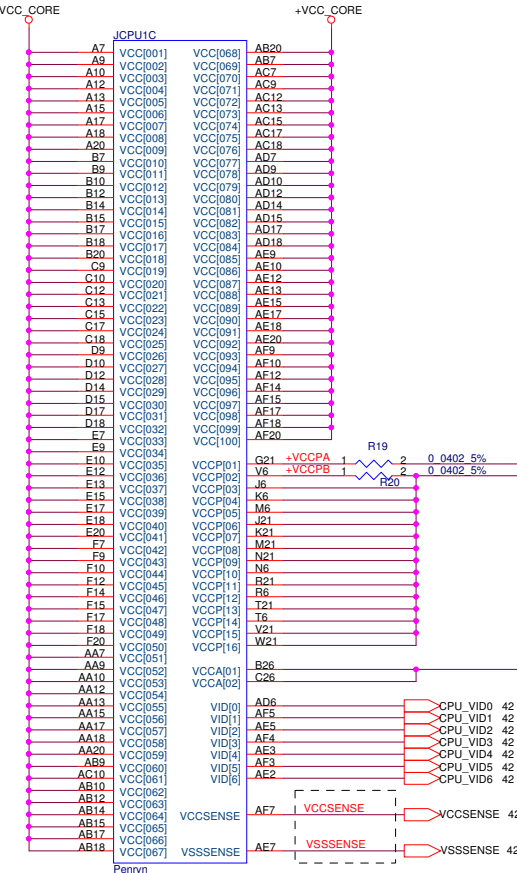 VCC_CORE +VCC_CORE
JCPU1C
A7 VCC[001] VCC[068] AB20
A9 VCC[002] VCC[069] AB7
A10 VCC[003] VCC[070] AC7
A12 VCC[004] VCC[071] AC9
A13 VCC[005] VCC[072] AC12
A15 VCC[006] VCC[073] AC13
A17 VCC[007] VCC[074] AC15
A18 VCC[008] VCC[075] AC17
A20 VCC[009] VCC[076] AC18
B7 VCC[010] VCC[077] AD7
B9 VCC[011] VCC[078] AD9
B10 VCC[012] VCC[079] AD10
B12 VCC[013] VCC[080] AD12
B14 VCC[014] VCC[081] AD14
B15 VCC[015] VCC[082] AD15
B17 VCC[016] VCC[083] AD17
B18 VCC[017] VCC[084] AD18
B20 VCC[018] VCC[085] AE9
C9 VCC[019] VCC[086] AE10
C10 VCC[020] VCC[087] AE12
C12 VCC[021] VCC[088] AE13
C13 VCC[022] VCC[089] AE15
C15 VCC[023] VCC[090] AE17
C17 VCC[024] VCC[091] AE18
C18 VCC[025] VCC[092] AE20
D9 VCC[026] VCC[093] AF9
D10 VCC[027] VCC[094] AF10
D12 VCC[028] VCC[095] AF12
D14 VCC[029] VCC[096] AF14
D15 VCC[030] VCC[097] AF15
D17 VCC[031] VCC[098] AF17
D18 VCC[032] VCC[099] AF18
E7 VCC[033] VCC[100] AF20
E9 VCC[034] R19
E10 VCC[035] VCCP[01] G21 +VCCPA 1 2 0_0402_5%
E12 VCC[036] VCCP[02] V6 +VCCPB 1 2 0_0402_5%
E13 VCC[037] VCCP[03] J6 R20
E15 VCC[038] VCCP[04] K6
E17 VCC[039] VCCP[05] M6
E18 VCC[040] VCCP[06] J21
E20 VCC[041] VCCP[07] K21
F7 VCC[042] VCCP[08] M21
F9 VCC[043] VCCP[09] N21
F10 VCC[044] VCCP[10] N6
F12 VCC[045] VCCP[11] R21
F14 VCC[046] VCCP[12] R6
F15 VCC[047] VCCP[13] T21
F17 VCC[048] VCCP[14] T6
F18 VCC[049] VCCP[15] V21
F20 VCC[050] VCCP[16] W21
AA7 VCC[051]
AA9 VCC[052] VCCA[01] B26
AA10 VCC[053] VCCA[02] C26
AA12 VCC[054]
AA13 VCC[055] VID[0] AD6 CPU_VID0 42
AA15 VCC[056] VID[1] AF5 CPU_VID1 42
AA17 VCC[057] VID[2] AE5 CPU_VID2 42
AA18 VCC[058] VID[3] AF4 CPU_VID3 42
AA20 VCC[059] VID[4] AE3 CPU_VID4 42
AB9 VCC[060] VID[5] AF3 CPU_VID5 42
AC10 VCC[061] VID[6] AE2 CPU_VID6 42
AB10 VCC[062]
AB12 VCC[063]
AB14 VCC[064] VCCSENSE AF7 VCCSENSE VCCSENSE 42
AB15 VCC[065]
AB17 VCC[066]
AB18 VCC[067] VSSSENSE AE7 VSSSENSE VSSSENSE 42
Penryn